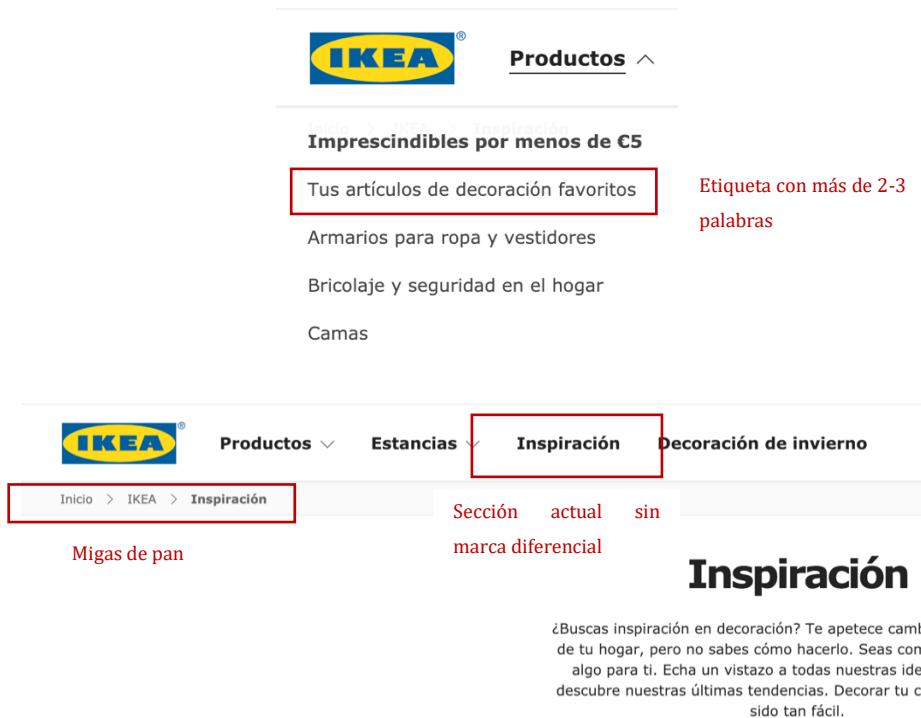 IKEA® Productos
Inicio > IKEA > Inspiración
Imprescindibles por menos de €5
Tus artículos de decoración favoritos
Etiqueta con más de 2-3
palabras
Armarios para ropa y vestidores
Bricolaje y seguridad en el hogar
Camas
IKEA® Productos Estancias Inspiración Decoración de invierno
Inicio > IKEA > Inspiración
Sección actual sin
marca diferencial
Migas de pan
Inspiración
¿Buscas inspiración en decoración? Te apetece
de tu hogar, pero no sabes cómo hacerlo. Seas
algo para ti. Echa un vistazo a todas nuestras
descubre nuestras últimas tendencias. Decorar tu
sido tan fácil.